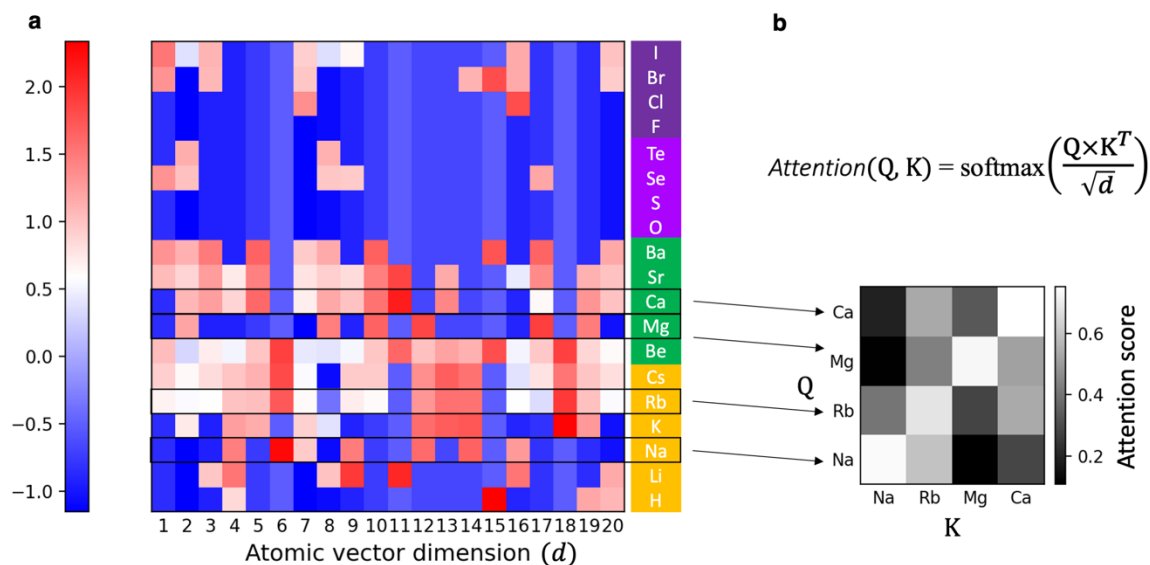 a
b
2.0
1.5
1.0
0.5
0.0
−0.5
−1.0
I
Br
Cl
F
Te
Se
S
O
Ba
Sr
Ca
Mg
Be
Cs
Rb
K
Na
Li
H
1 2 3 4 5 6 7 8 9 10 11 12 13 14 15 16 17 18 19 20
Atomic vector dimension (d)
Attention(Q, K) = softmax(Q×K^T / √d)
Ca
Mg
Q
Rb
Na
Na Rb Mg Ca
K
0.6
0.4
0.2
Attention score